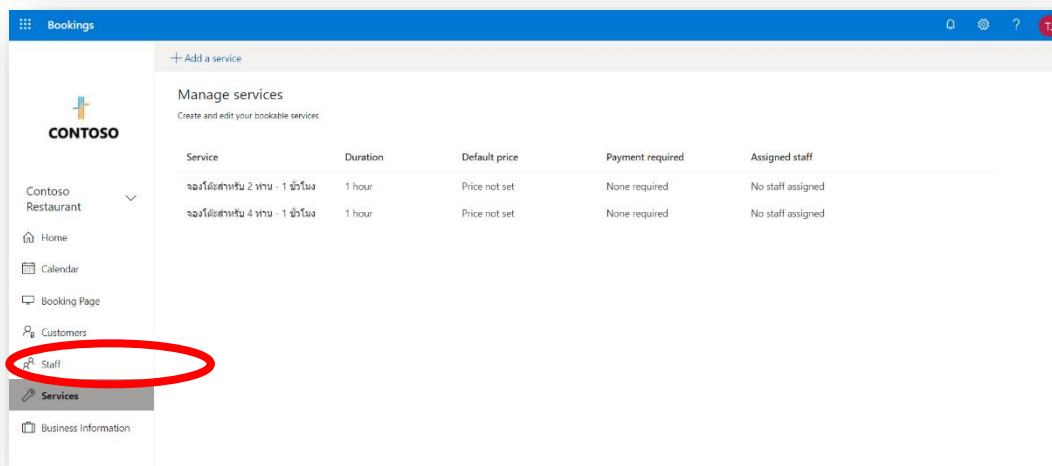 Bookings
T.
+ Add a service
CONTOSO
Manage services
Create and edit your bookable services
Service Duration Default price Payment required Assigned staff
จองโต๊ะสำหรับ 2 ท่าน - 1 ชั่วโมง 1 hour Price not set None required No staff assigned
จองโต๊ะสำหรับ 4 ท่าน - 1 ชั่วโมง 1 hour Price not set None required No staff assigned
Contoso
Restaurant
Home
Calendar
Booking Page
Customers
Staff
Services
Business Information